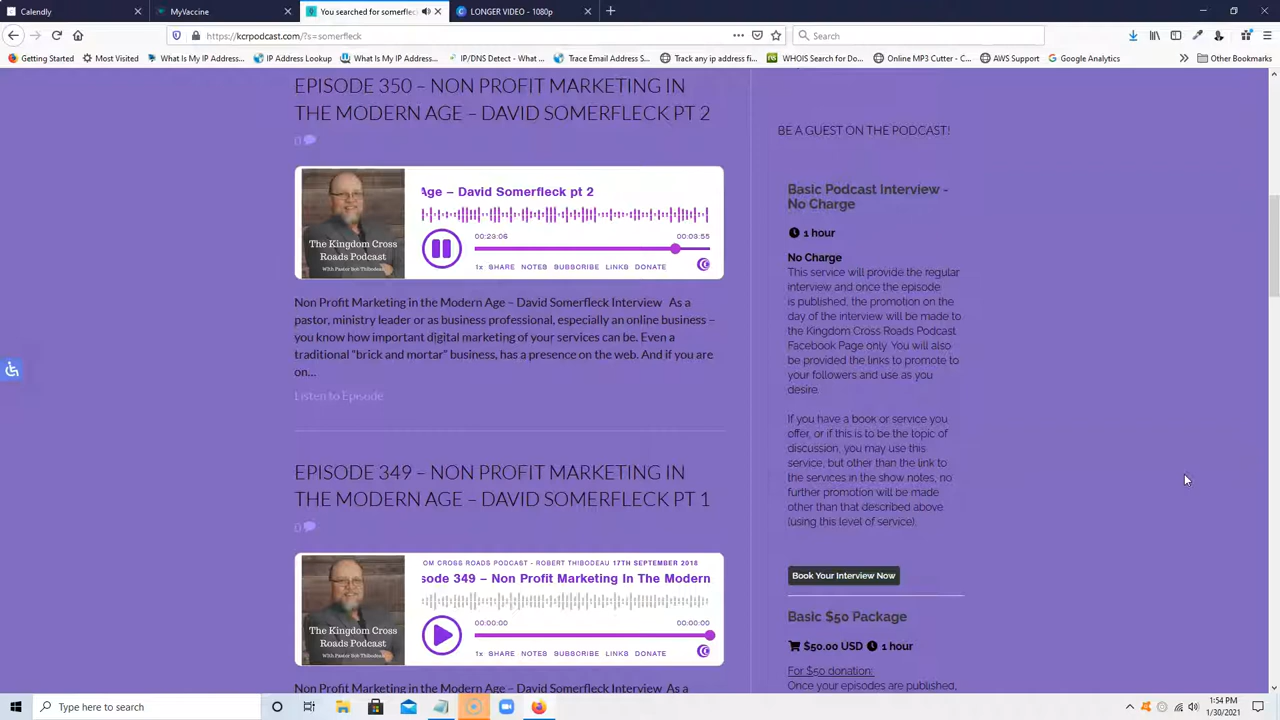 Calendly
MyVaccine
You searched for somerflec
LONGER VIDEO - 1080p
https://kcrpodcast.com/?s=somerfleck
Search
Getting Started
Most Visited
What Is My IP Address...
IP Address Lookup
What Is My IP Address...
IP/DNS Detect - What ...
Trace Email Address S...
Track any ip address fi...
WHOIS Search for Do...
Online MP3 Cutter - C...
AWS Support
Google Analytics
Other Bookmarks
EPISODE 350 – NON PROFIT MARKETING IN
THE MODERN AGE – DAVID SOMERFLECK PT 2
0
Age – David Somerfleck pt 2
00:23:06
00:03:55
The Kingdom Cross
Roads Podcast
With Pastor Bob Thibodeau
1x SHARE NOTES SUBSCRIBE LINKS DONATE
Non Profit Marketing in the Modern Age – David Somerfleck Interview As a
pastor, ministry leader or as business professional, especially an online business –
you know how important digital marketing of your services can be. Even a
traditional “brick and mortar” business, has a presence on the web. And if you are
on…
Listen to Episode
EPISODE 349 – NON PROFIT MARKETING IN
THE MODERN AGE – DAVID SOMERFLECK PT 1
0
OM CROSS ROADS PODCAST - ROBERT THIBODEAU 17TH SEPTEMBER 2018
sode 349 – Non Profit Marketing In The Modern
00:00:00
00:00:00
The Kingdom Cross
Roads Podcast
With Pastor Bob Thibodeau
1x SHARE NOTES SUBSCRIBE LINKS DONATE
Non Profit Marketing in the Modern Age – David Somerfleck Interview As a
BE A GUEST ON THE PODCAST!
Basic Podcast Interview -
No Charge
1 hour
No Charge
This service will provide the regular
interview and once the episode
is published, the promotion on the
day of the interview will be made to
the Kingdom Cross Roads Podcast
Facebook Page only. You will also
be provided the links to promote to
your followers and use as you
desire.
If you have a book or service you
offer, or if this is to be the topic of
discussion, you may use this
service, but other than the link to
the services in the show notes, no
further promotion will be made
other than that described above
(using this level of service).
Book Your Interview Now
Basic $50 Package
$50.00 USD 1 hour
For $50 donation:
Once your episodes are published,
Type here to search
1:54 PM
1/30/2021